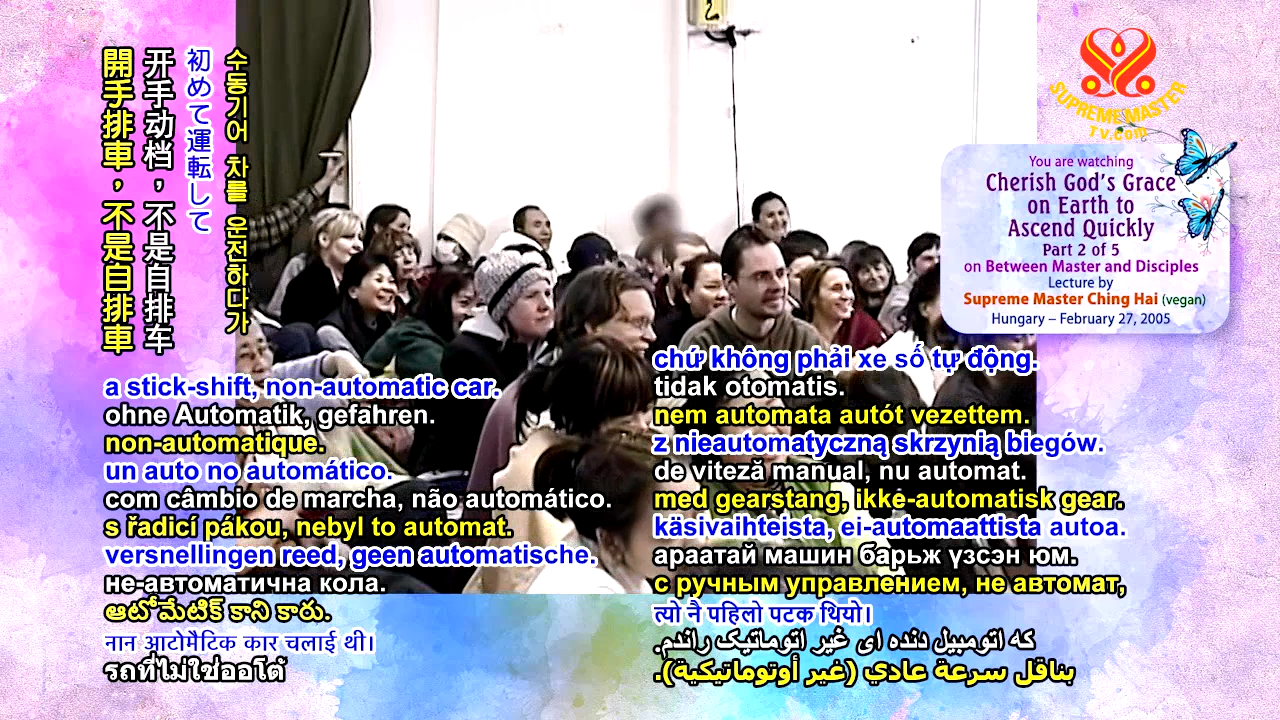 開手排車，不是自排車
开手动档，不是自排车
初めて運転して
수동기어 차를 운전하다가
2
SUPREME MASTER
TV.com
You are watching
Cherish God's Grace
on Earth to
Ascend Quickly
Part 2 of 5
on Between Master and Disciples
Lecture by
Supreme Master Ching Hai (vegan)
Hungary – February 27, 2005
a stick-shift, non-automatic car.
ohne Automatik, gefahren.
non-automatique.
un auto no automático.
com câmbio de marcha, não automático.
s řadicí pákou, nebyl to automat.
versnellingen reed, geen automatische.
не-автоматична кола.
ఆటోమేటిక్ కాని కారు.
नान आटोमैटिक कार चलाई थी।
รถที่ไม่ใช่ออโต้
chứ không phải xe số tự động.
tidak otomatis.
nem automata autót vezettem.
z nieautomatyczną skrzynią biegów.
de viteză manual, nu automat.
med gearstang, ikke-automatisk gear.
käsivaihteista, ei-automaattista autoa.
араатай машин барьж үзсэн юм.
с ручным управлением, не автомат,
त्यो नै पहिलो पटक थियो।
که اتومبیل دنده ای غیر اتوماتیک راندم.
بناقل سرعة عادي (غير أوتوماتيكية).